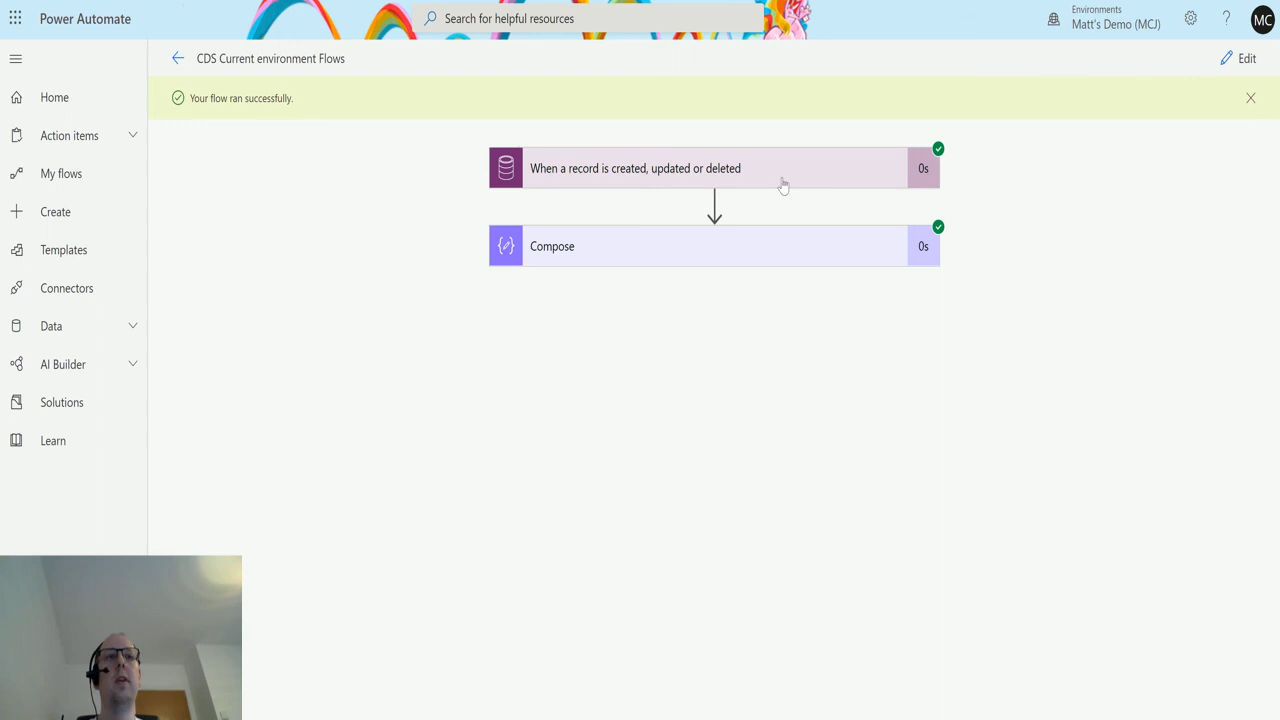 Power Automate
Search for helpful resources
Environments
Matt's Demo (MCJ)
?
MC
CDS Current environment Flows
Edit
Your flow ran successfully.
Home
Action items
My flows
Create
Templates
Connectors
Data
AI Builder
Solutions
Learn
When a record is created, updated or deleted
0s
Compose
0s